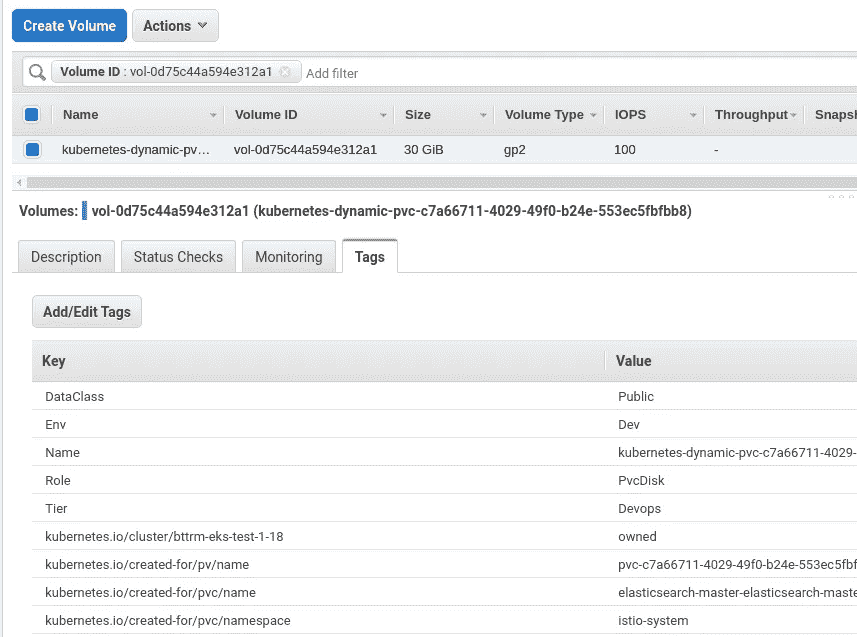 Create Volume Actions
Volume ID : vol-0d75c44a594e312a1 Add filter
Name Volume ID Size Volume Type IOPS Throughput Snapsh
kubernetes-dynamic-pv… vol-0d75c44a594e312a1 30 GiB gp2 100 -
Volumes: vol-0d75c44a594e312a1 (kubernetes-dynamic-pvc-c7a66711-4029-49f0-b24e-553ec5fbfbb8)
Description Status Checks Monitoring Tags
Add/Edit Tags
Key Value
DataClass Public
Env Dev
Name kubernetes-dynamic-pvc-c7a66711-4029-
Role PvcDisk
Tier Devops
kubernetes.io/cluster/bttrm-eks-test-1-18 owned
kubernetes.io/created-for/pv/name pvc-c7a66711-4029-49f0-b24e-553ec5fbf
kubernetes.io/created-for/pvc/name elasticsearch-master-elasticsearch-maste
kubernetes.io/created-for/pvc/namespace istio-system